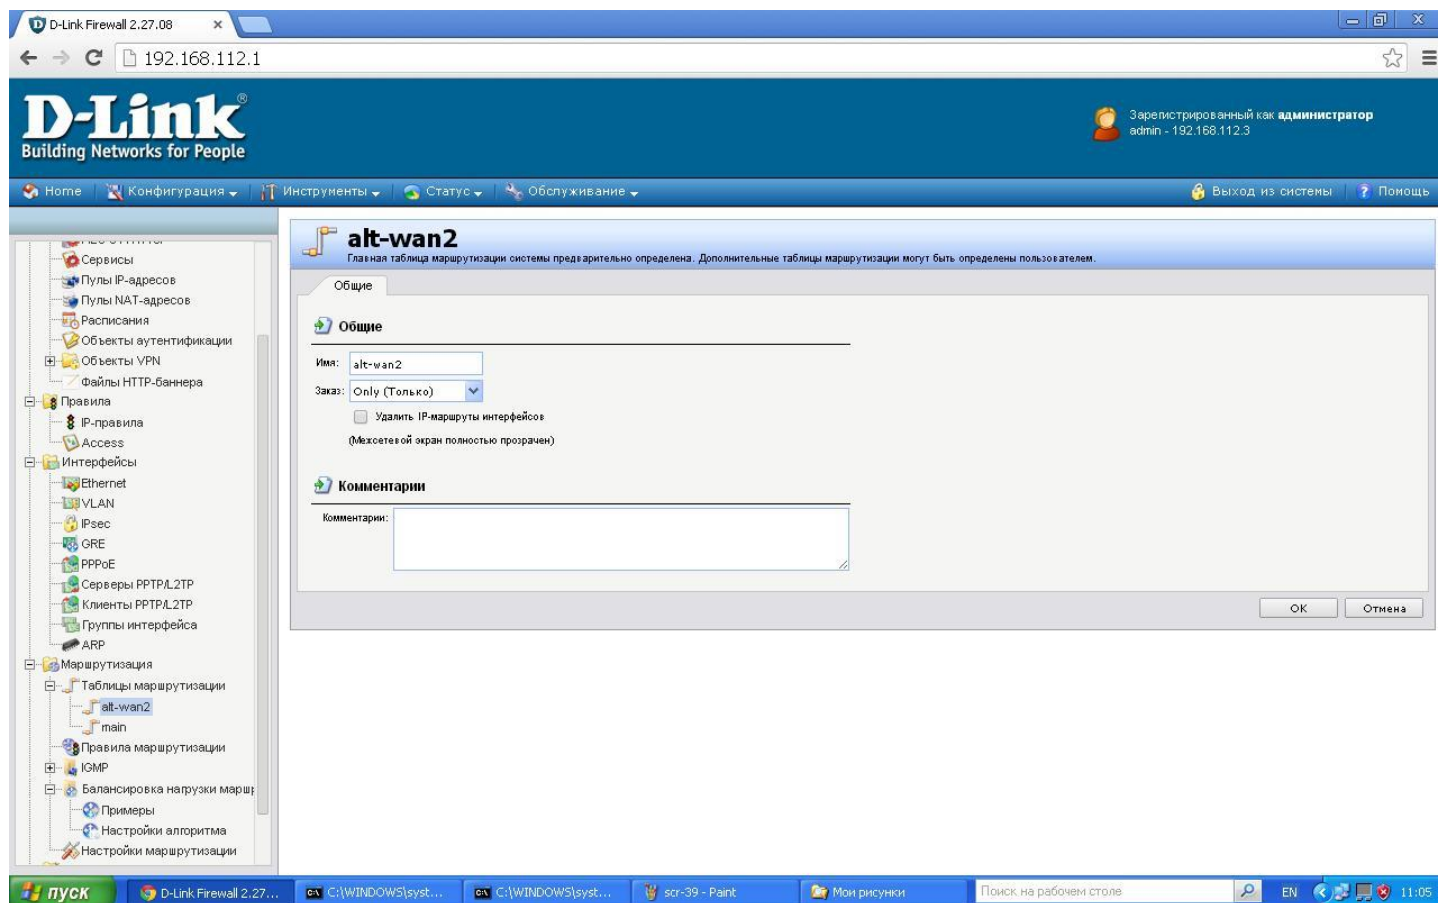 D-Link Firewall 2.27.08
192.168.112.1
D-Link®
Building Networks for People
Зарегистрированный как администратор
admin - 192.168.112.3
Home
Конфигурация
Инструменты
Статус
Обслуживание
Выход из системы
Помощь
Сервисы
Пулы IP-адресов
Пулы NAT-адресов
Расписания
Объекты аутентификации
Объекты VPN
Файлы HTTP-баннера
Правила
IP-правила
Access
Интерфейсы
Ethernet
VLAN
IPsec
GRE
PPPoE
Серверы PPTP/L2TP
Клиенты PPTP/L2TP
Группы интерфейса
ARP
Маршрутизация
Таблицы маршрутизации
alt-wan2
main
Правила маршрутизации
IGMP
Балансировка нагрузки марш
Примеры
Настройки алгоритма
Настройки маршрутизации
alt-wan2
Главная таблица маршрутизации системы предварительно определена. Дополнительные таблицы маршрутизации могут быть определены пользователем.
Общие
Общие
Имя: alt-wan2
Заказ: Only (Только)
Удалить IP-маршруты интерфейсов
(Межсетевой экран полностью прозрачен)
Комментарии
Комментарии:
OK
Отмена
пуск
D-Link Firewall 2.27...
C:\WINDOWS\syst...
C:\WINDOWS\syst...
scr-39 - Paint
Мои рисунки
Поиск на рабочем столе
EN
11:05